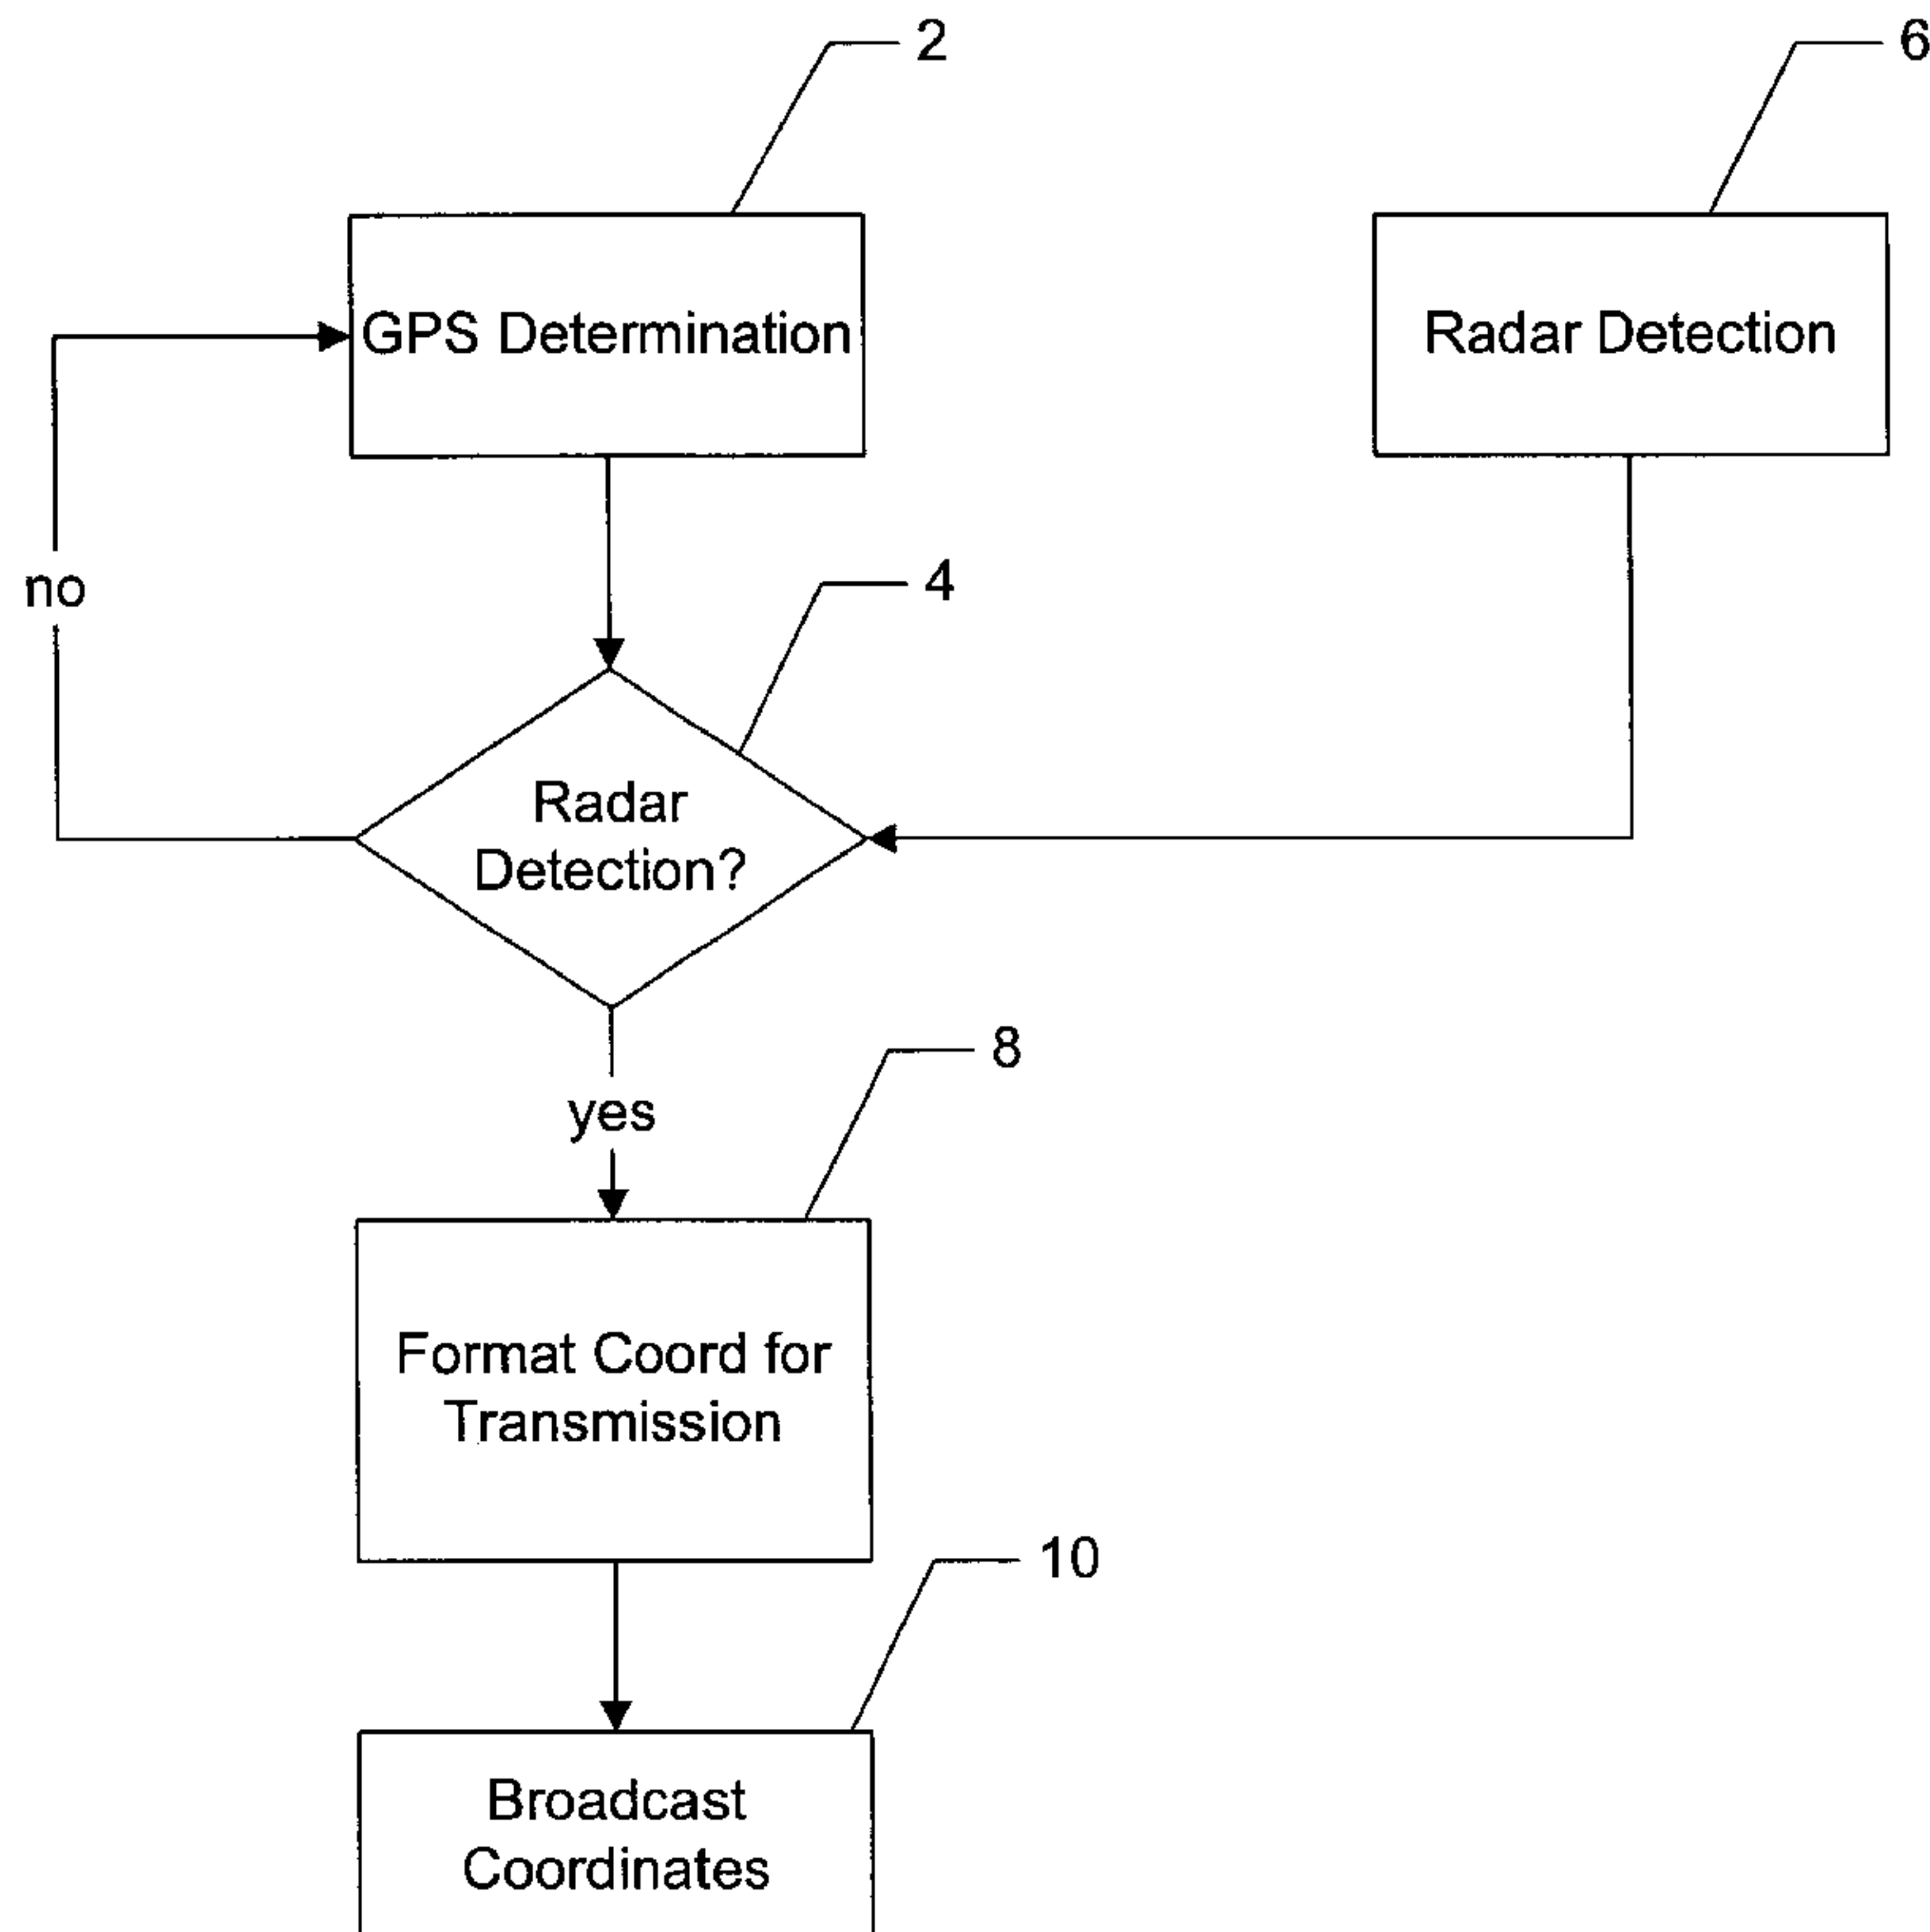 2
6
GPS Determination
Radar Detection
no
4
Radar
Detection?
8
yes
Format Coord for
Transmission
10
Broadcast
Coordinates